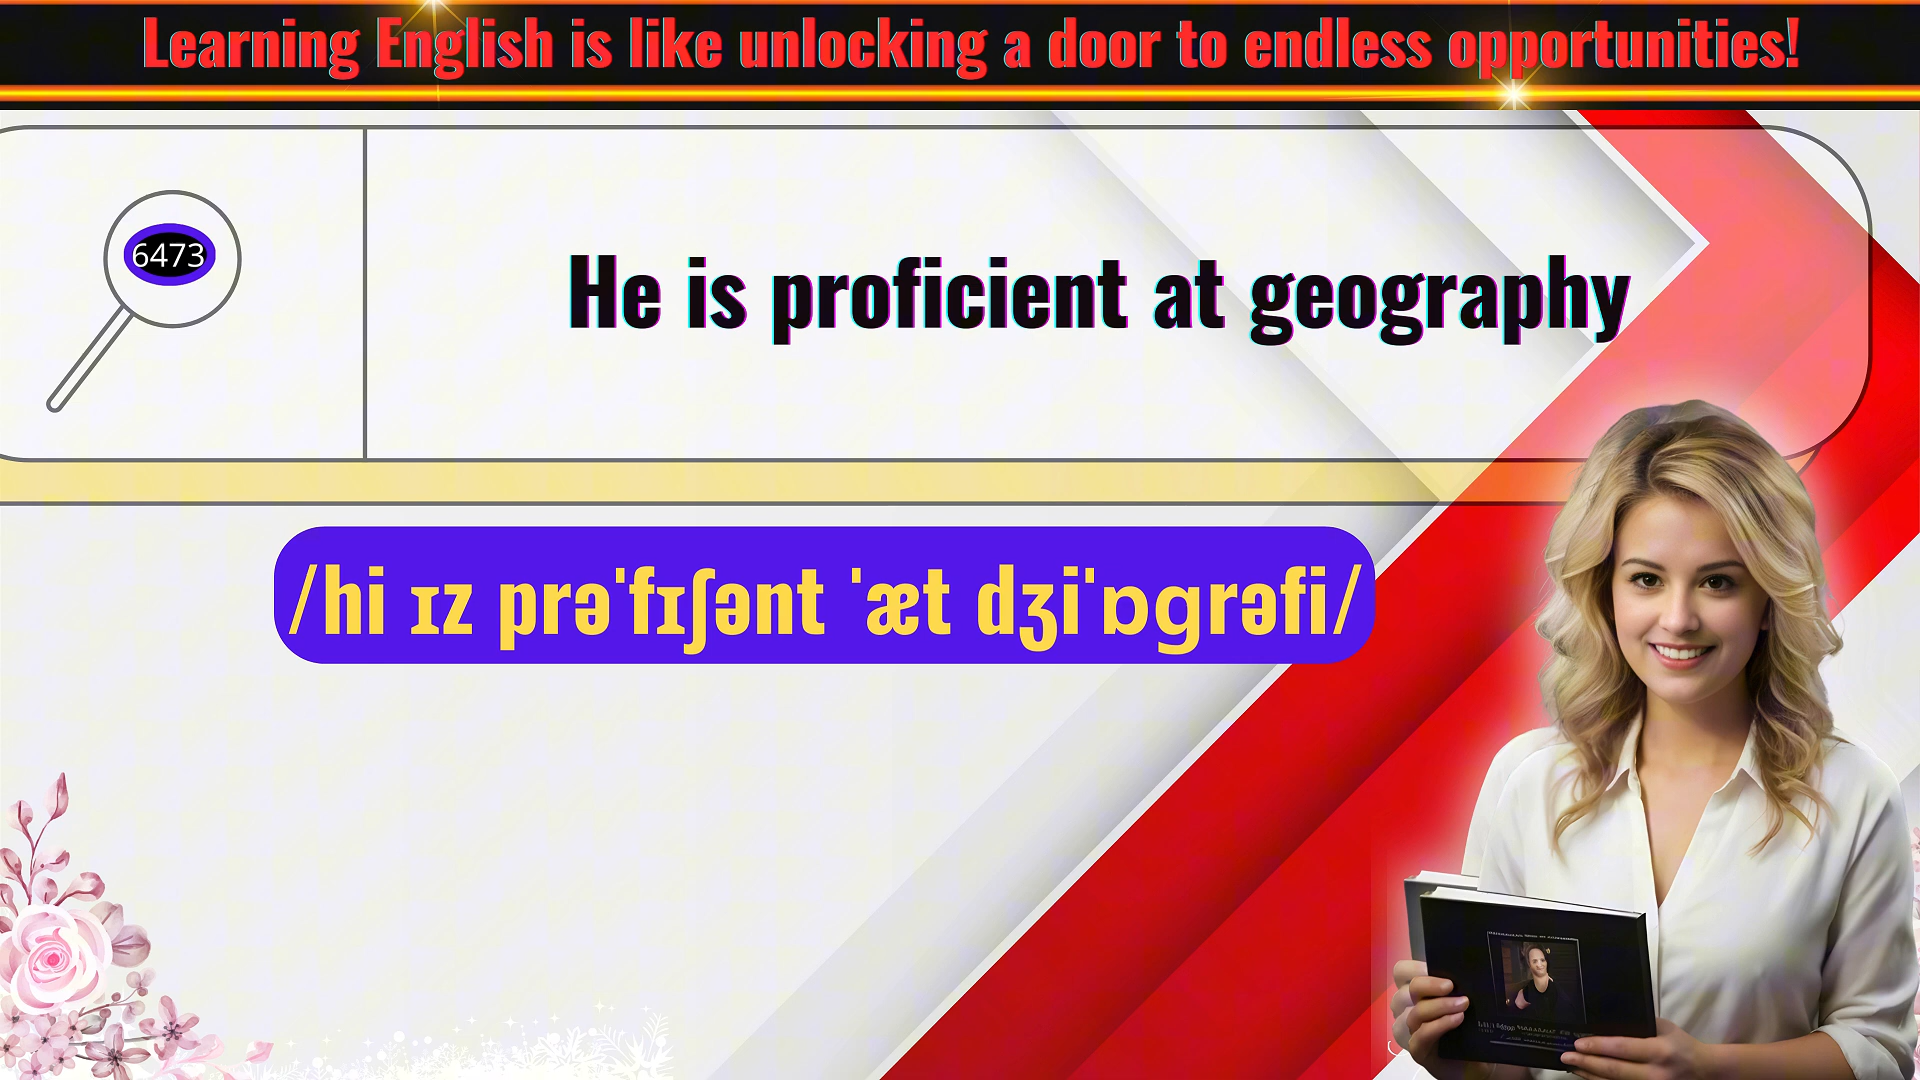 Learning English is like unlocking a door to endless opportunities!
6473
He is proficient at geography
/hi ɪz prəˈfɪʃənt ˈæt dʒiˈɒɡrəfi/